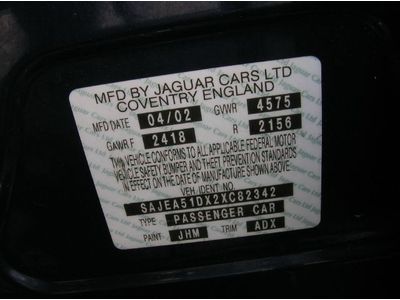 MFD BY JAGUAR CARS LTD
COVENTRY ENGLAND
MFD DATE 04/02 GVWR 4575
GAWR F 2418 R 2156
THIS VEHICLE CONFORMS TO ALL APPLICABLE FEDERAL MOTOR
VEHICLE SAFETY BUMPER AND THEFT PREVENTION STANDARDS
IN EFFECT ON THE DATE OF MANUFACTURE SHOWN ABOVE
VEH IDENT NO.
SAJEA51DX2XC82342
TYPE PASSENGER CAR
PAINT JHM TRIM ADX